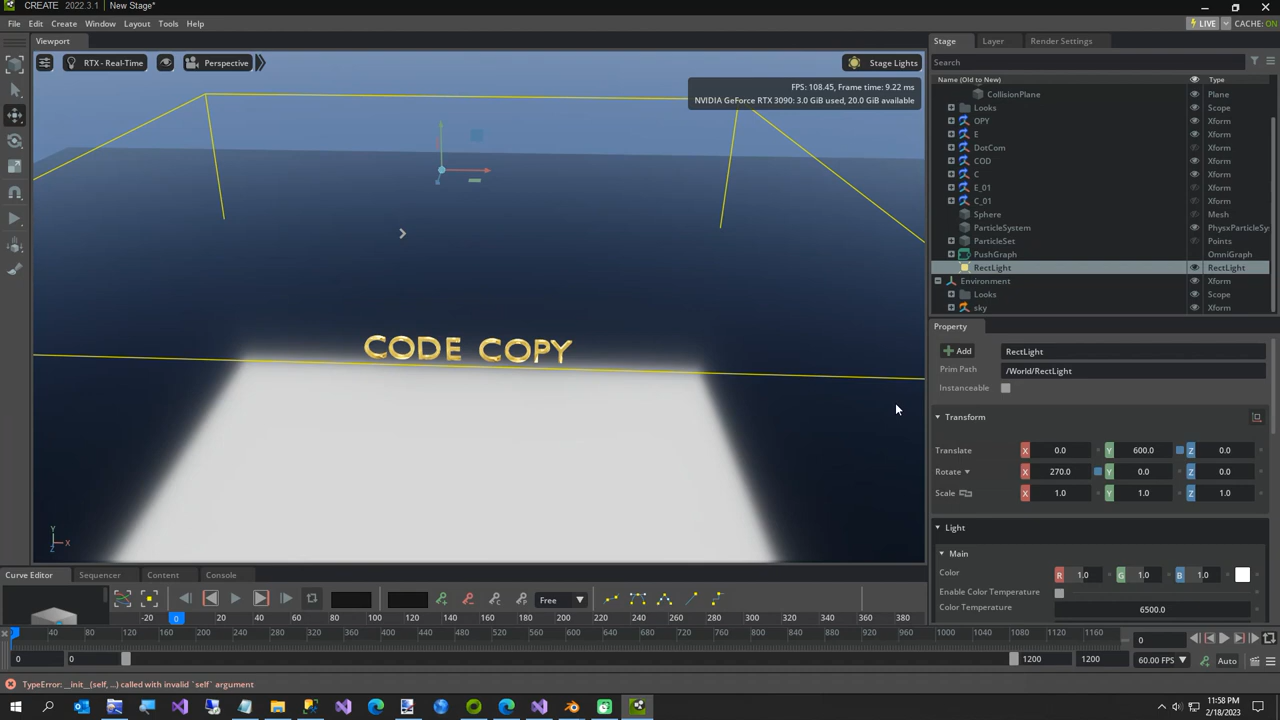 CREATE 2022.3.1 New Stage*
File Edit Create Window Layout Tools Help
LIVE CACHE: ON
Viewport
RTX - Real-Time Perspective Stage Lights
FPS: 108.45, Frame time: 9.22 ms
NVIDIA GeForce RTX 3090: 3.0 GiB used, 20.0 GiB available
CODE COPY
Y
X
Z
Stage Layer Render Settings
Search
Name (Old to New) Type
CollisionPlane Plane
Looks Scope
OPY Xform
E Xform
DotCom Xform
COD Xform
C Xform
E_01 Xform
C_01 Xform
Sphere Mesh
ParticleSystem PhysxParticleSy
ParticleSet Points
PushGraph OmniGraph
RectLight RectLight
Environment Xform
Looks Scope
sky Xform
Property
Add RectLight
Prim Path /World/RectLight
Instanceable
Transform
Translate X 0.0 Y 600.0 Z 0.0
Rotate X 270.0 Y 0.0 Z 0.0
Scale X 1.0 Y 1.0 Z 1.0
Light
Main
Color R 1.0 G 1.0 B 1.0
Enable Color Temperature
Color Temperature 6500.0
Curve Editor Sequencer Content Console
Free
-20 0 20 40 60 80 100 120 140 160 180 200 220 240 260 280 300 320 340 360 380
40 80 120 160 200 240 280 320 360 400 440 480 520 560 600 640 680 720 760 800 840 880 920 960 1000 1040 1080 1120 1160
0
0 0 1200 1200 60.00 FPS Auto
TypeError: __init__(self, ...) called with invalid `self` argument
11:58 PM
2/18/2023